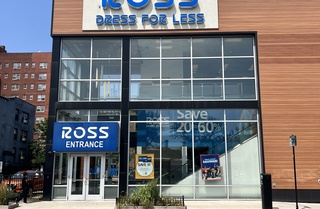 ROSS
DRESS FOR LESS
Save
20 60%
ROSS
ENTRANCE